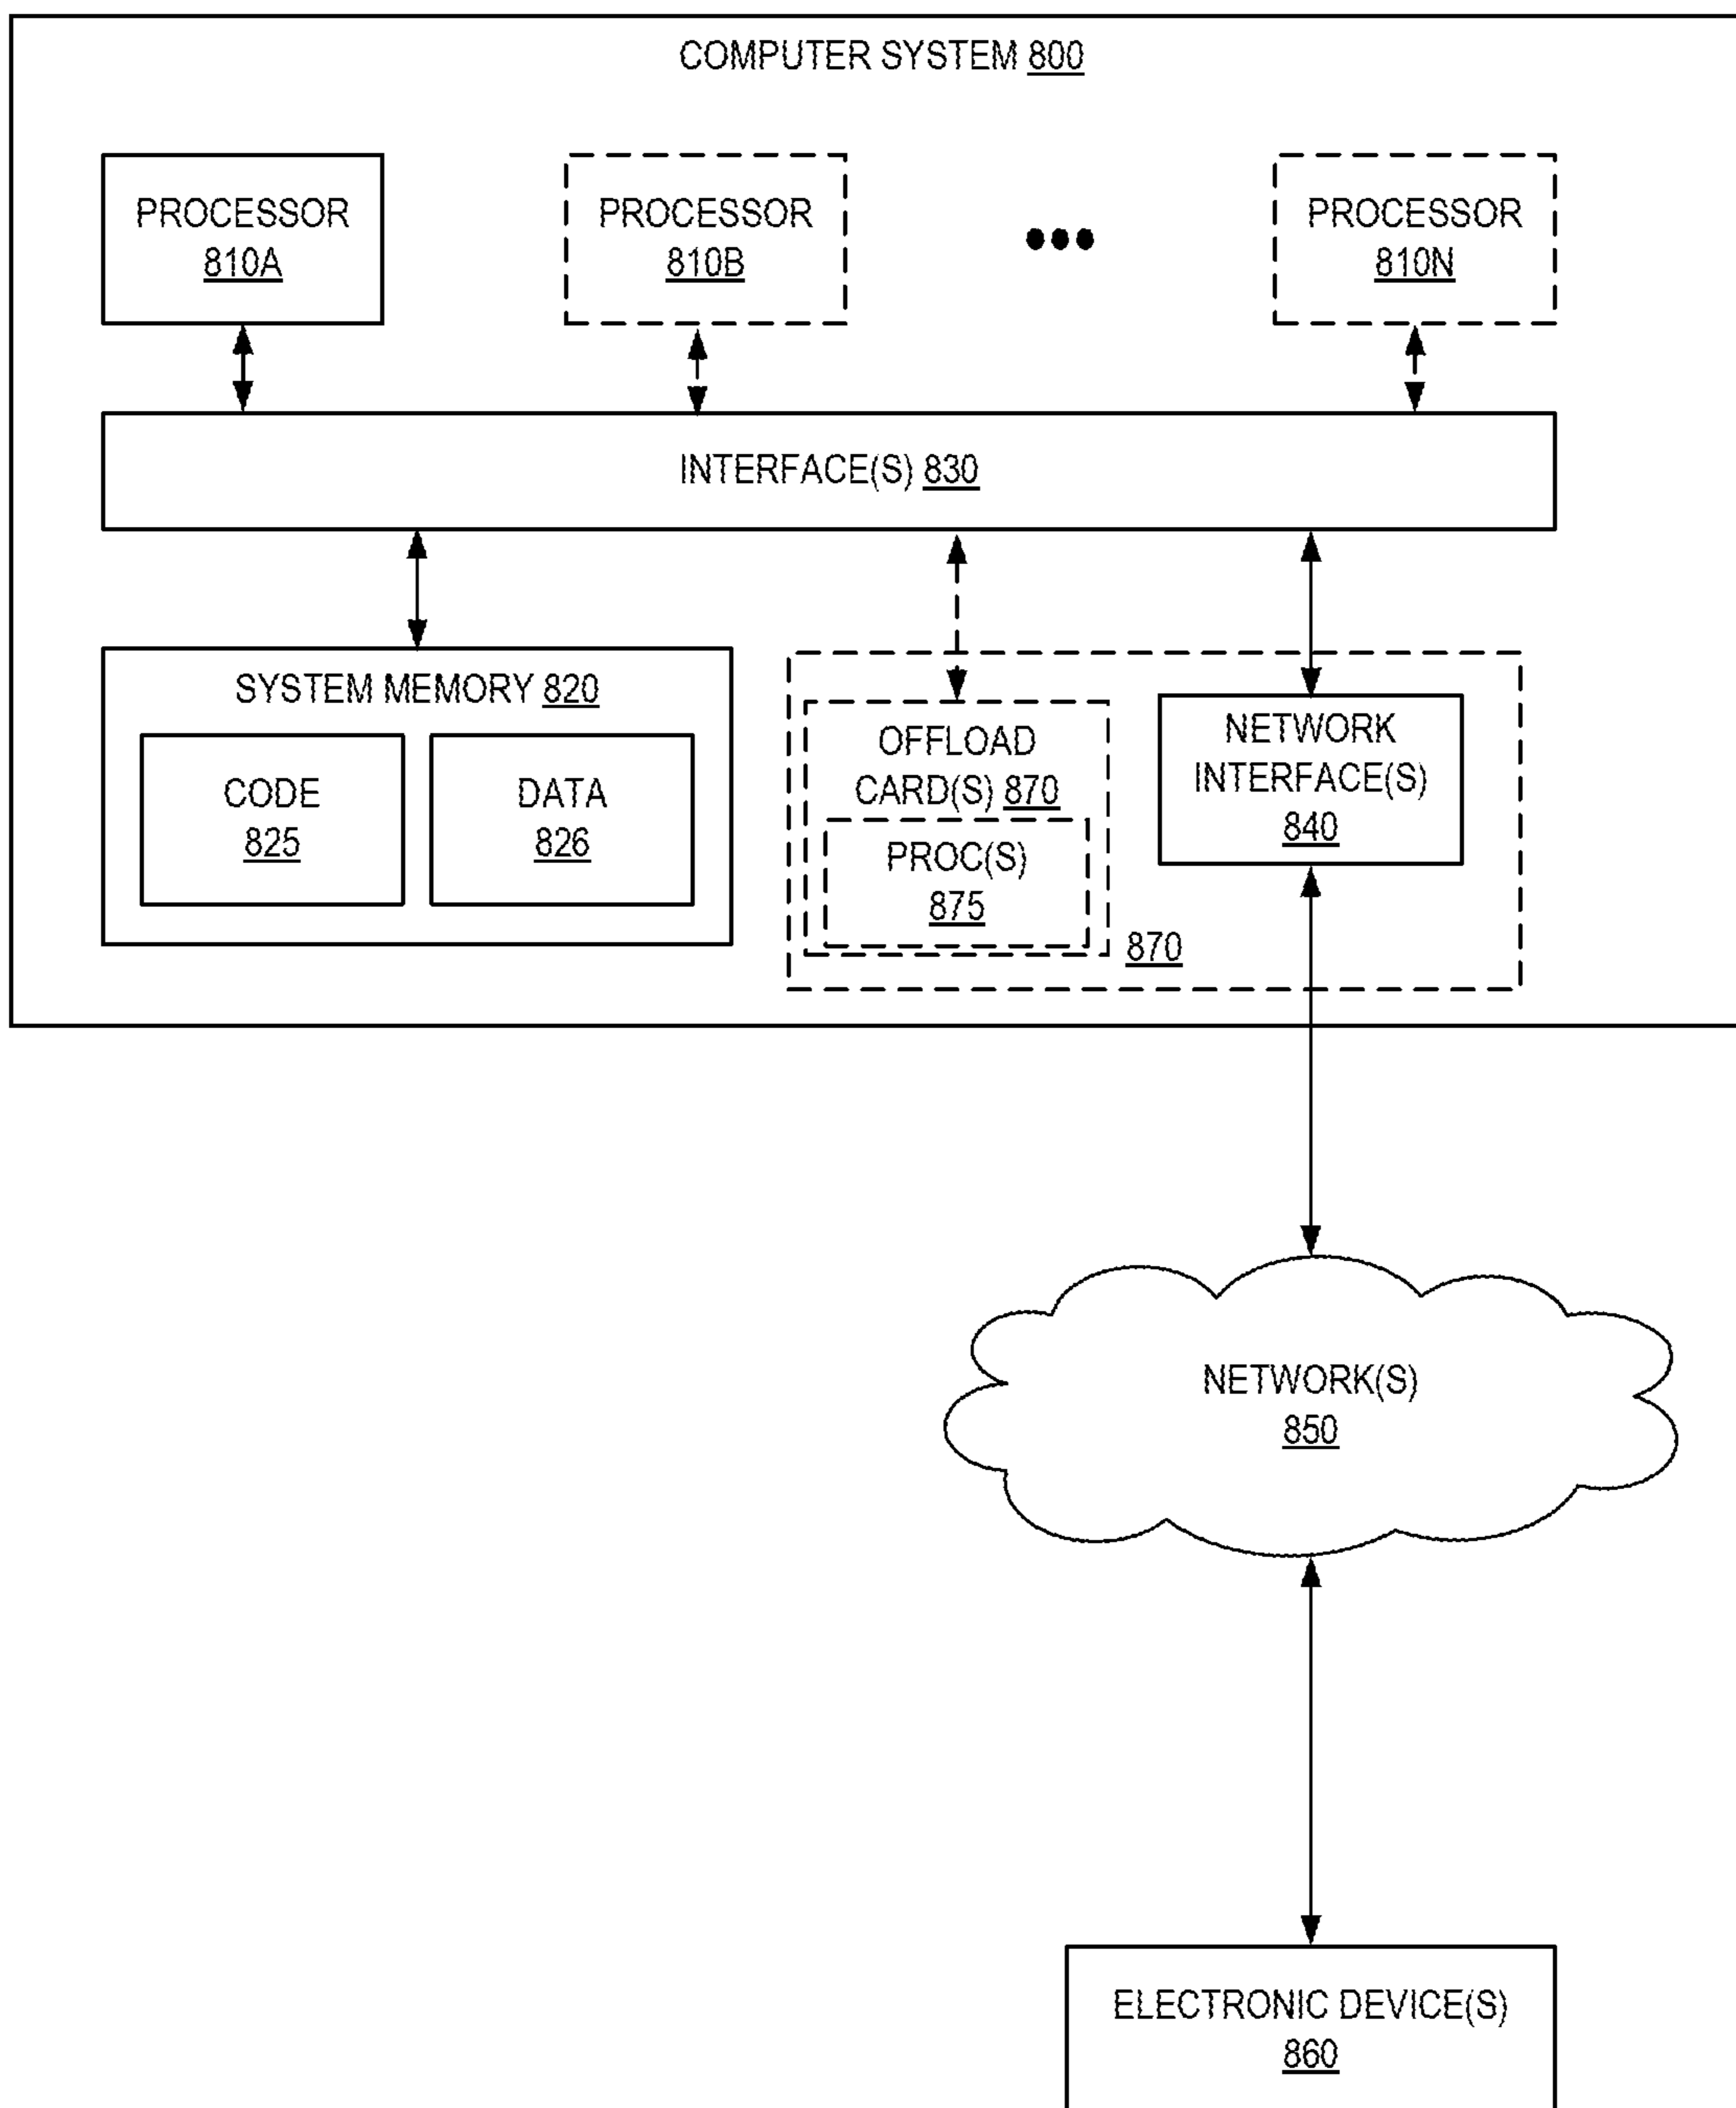 COMPUTER SYSTEM 800
PROCESSOR
810A
PROCESSOR
810B
PROCESSOR
810N
INTERFACE(S) 830
SYSTEM MEMORY 820
CODE
825
DATA
826
OFFLOAD
CARD(S) 870
PROC(S)
875
870
NETWORK
INTERFACE(S)
840
NETWORK(S)
850
ELECTRONIC DEVICE(S)
860